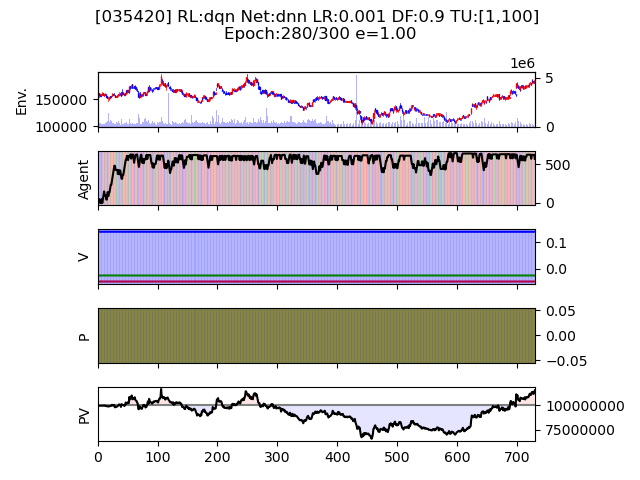 [035420] RL:dqn Net:dnn LR:0.001 DF:0.9 TU:[1,100]
Epoch:280/300 e=1.00
1e6
Env.
150000
100000
5
0
Agent
500
0
V
0.1
0.0
P
0.05
0.00
−0.05
PV
100000000
75000000
0 100 200 300 400 500 600 700